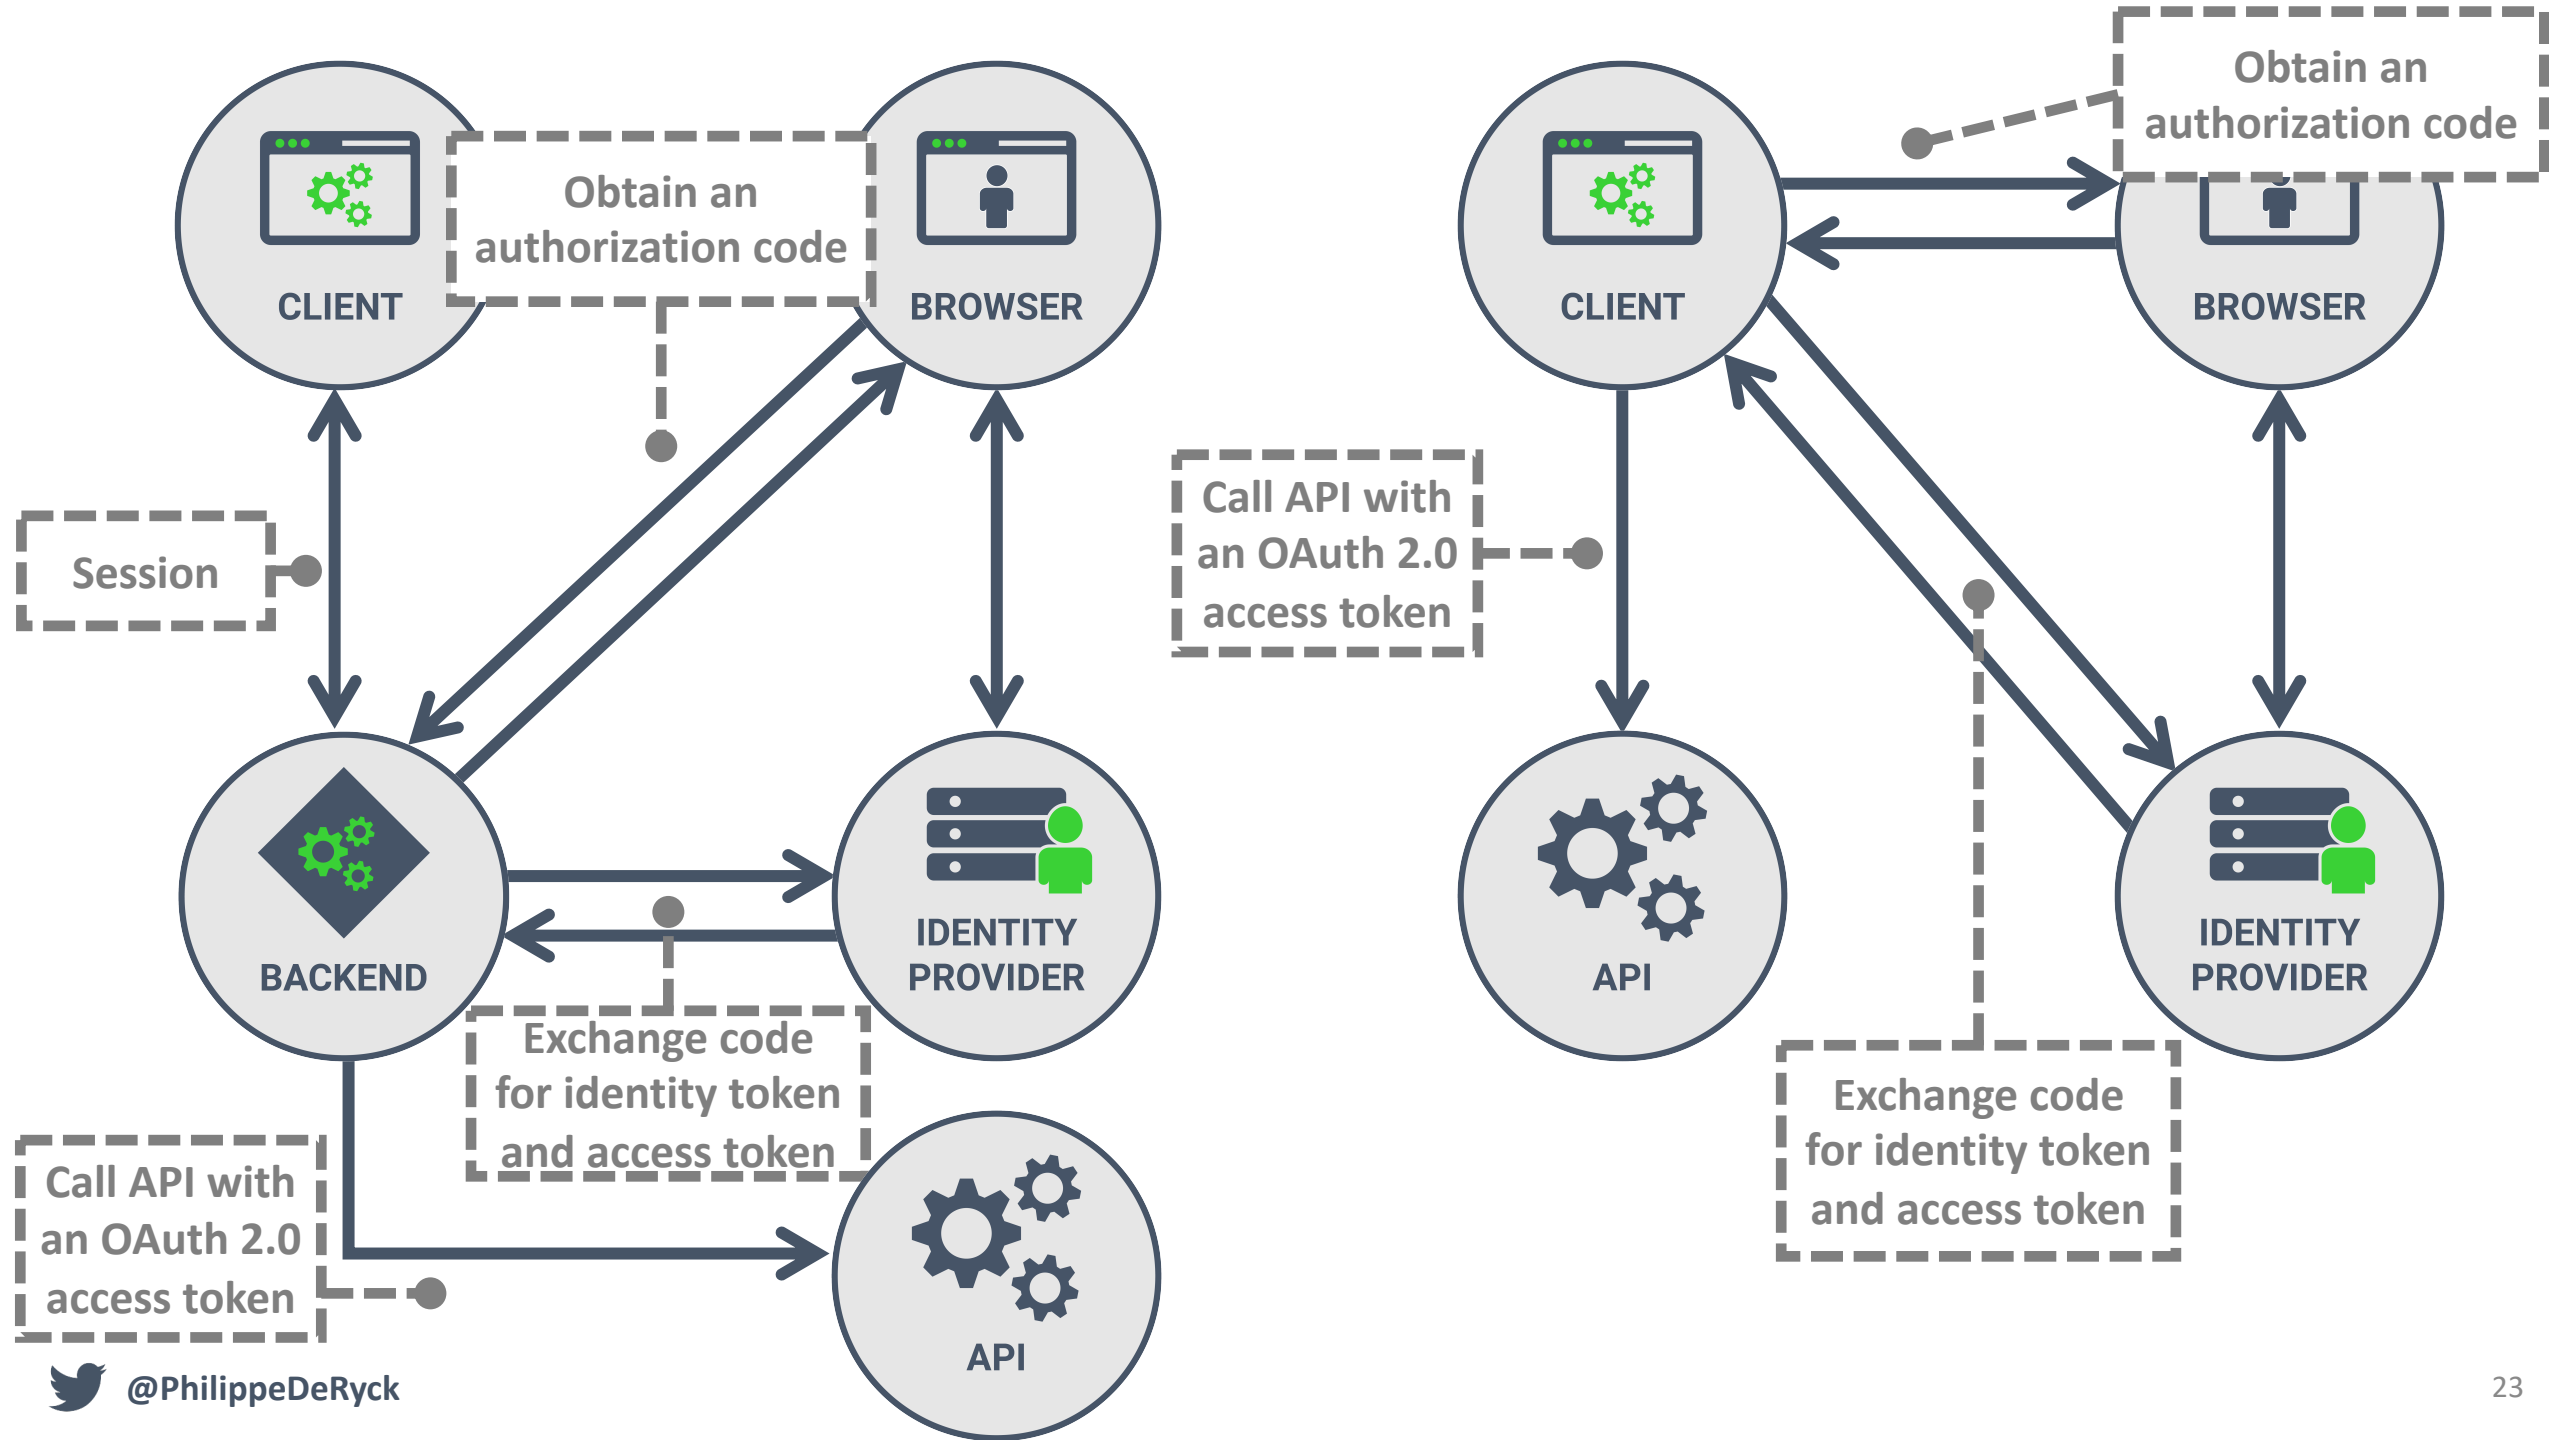 CLIENT
Obtain an
authorization code
BROWSER
Session
BACKEND
IDENTITY
PROVIDER
Exchange code
for identity token
and access token
Call API with
an OAuth 2.0
access token
API
CLIENT
Obtain an
authorization code
BROWSER
Call API with
an OAuth 2.0
access token
API
IDENTITY
PROVIDER
Exchange code
for identity token
and access token
@PhilippeDeRyck
23